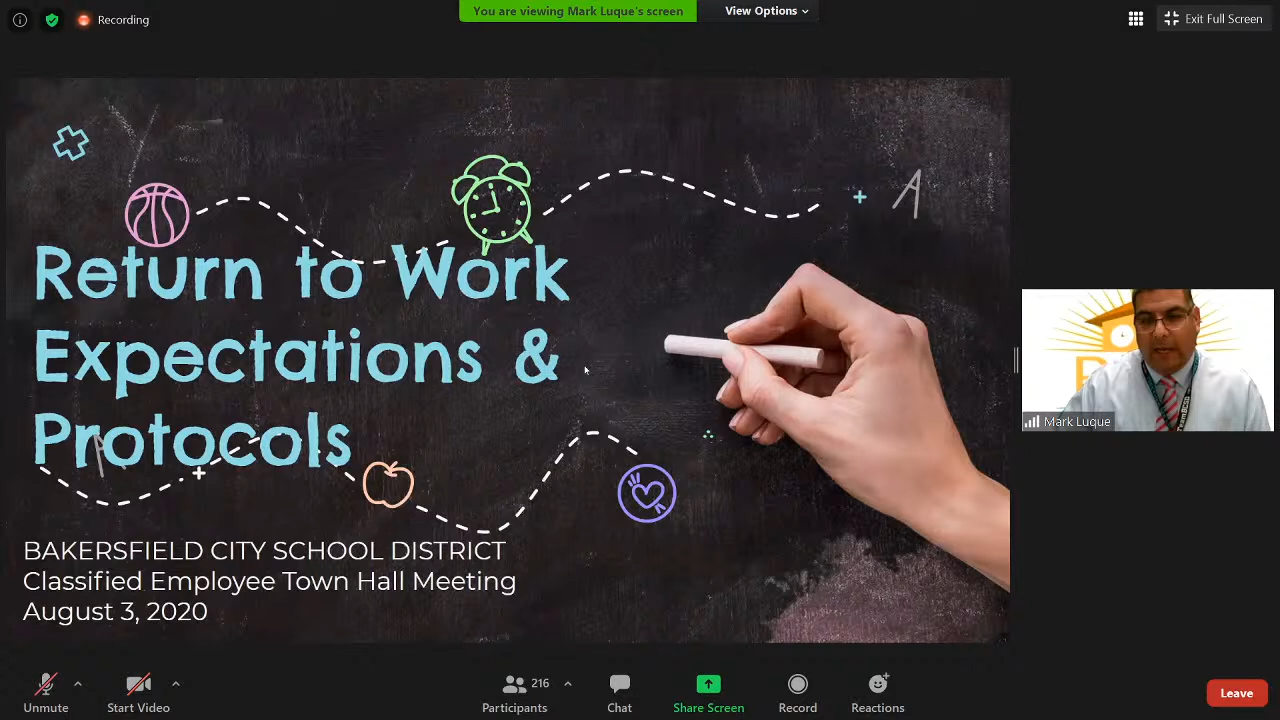 Recording
You are viewing Mark Luque's screen
View Options
Exit Full Screen
A
Return to Work
Expectations &
Protocols
BAKERSFIELD CITY SCHOOL DISTRICT
Classified Employee Town Hall Meeting
August 3, 2020
Mark Luque
Unmute
Start Video
216
Participants
Chat
Share Screen
Record
Reactions
Leave